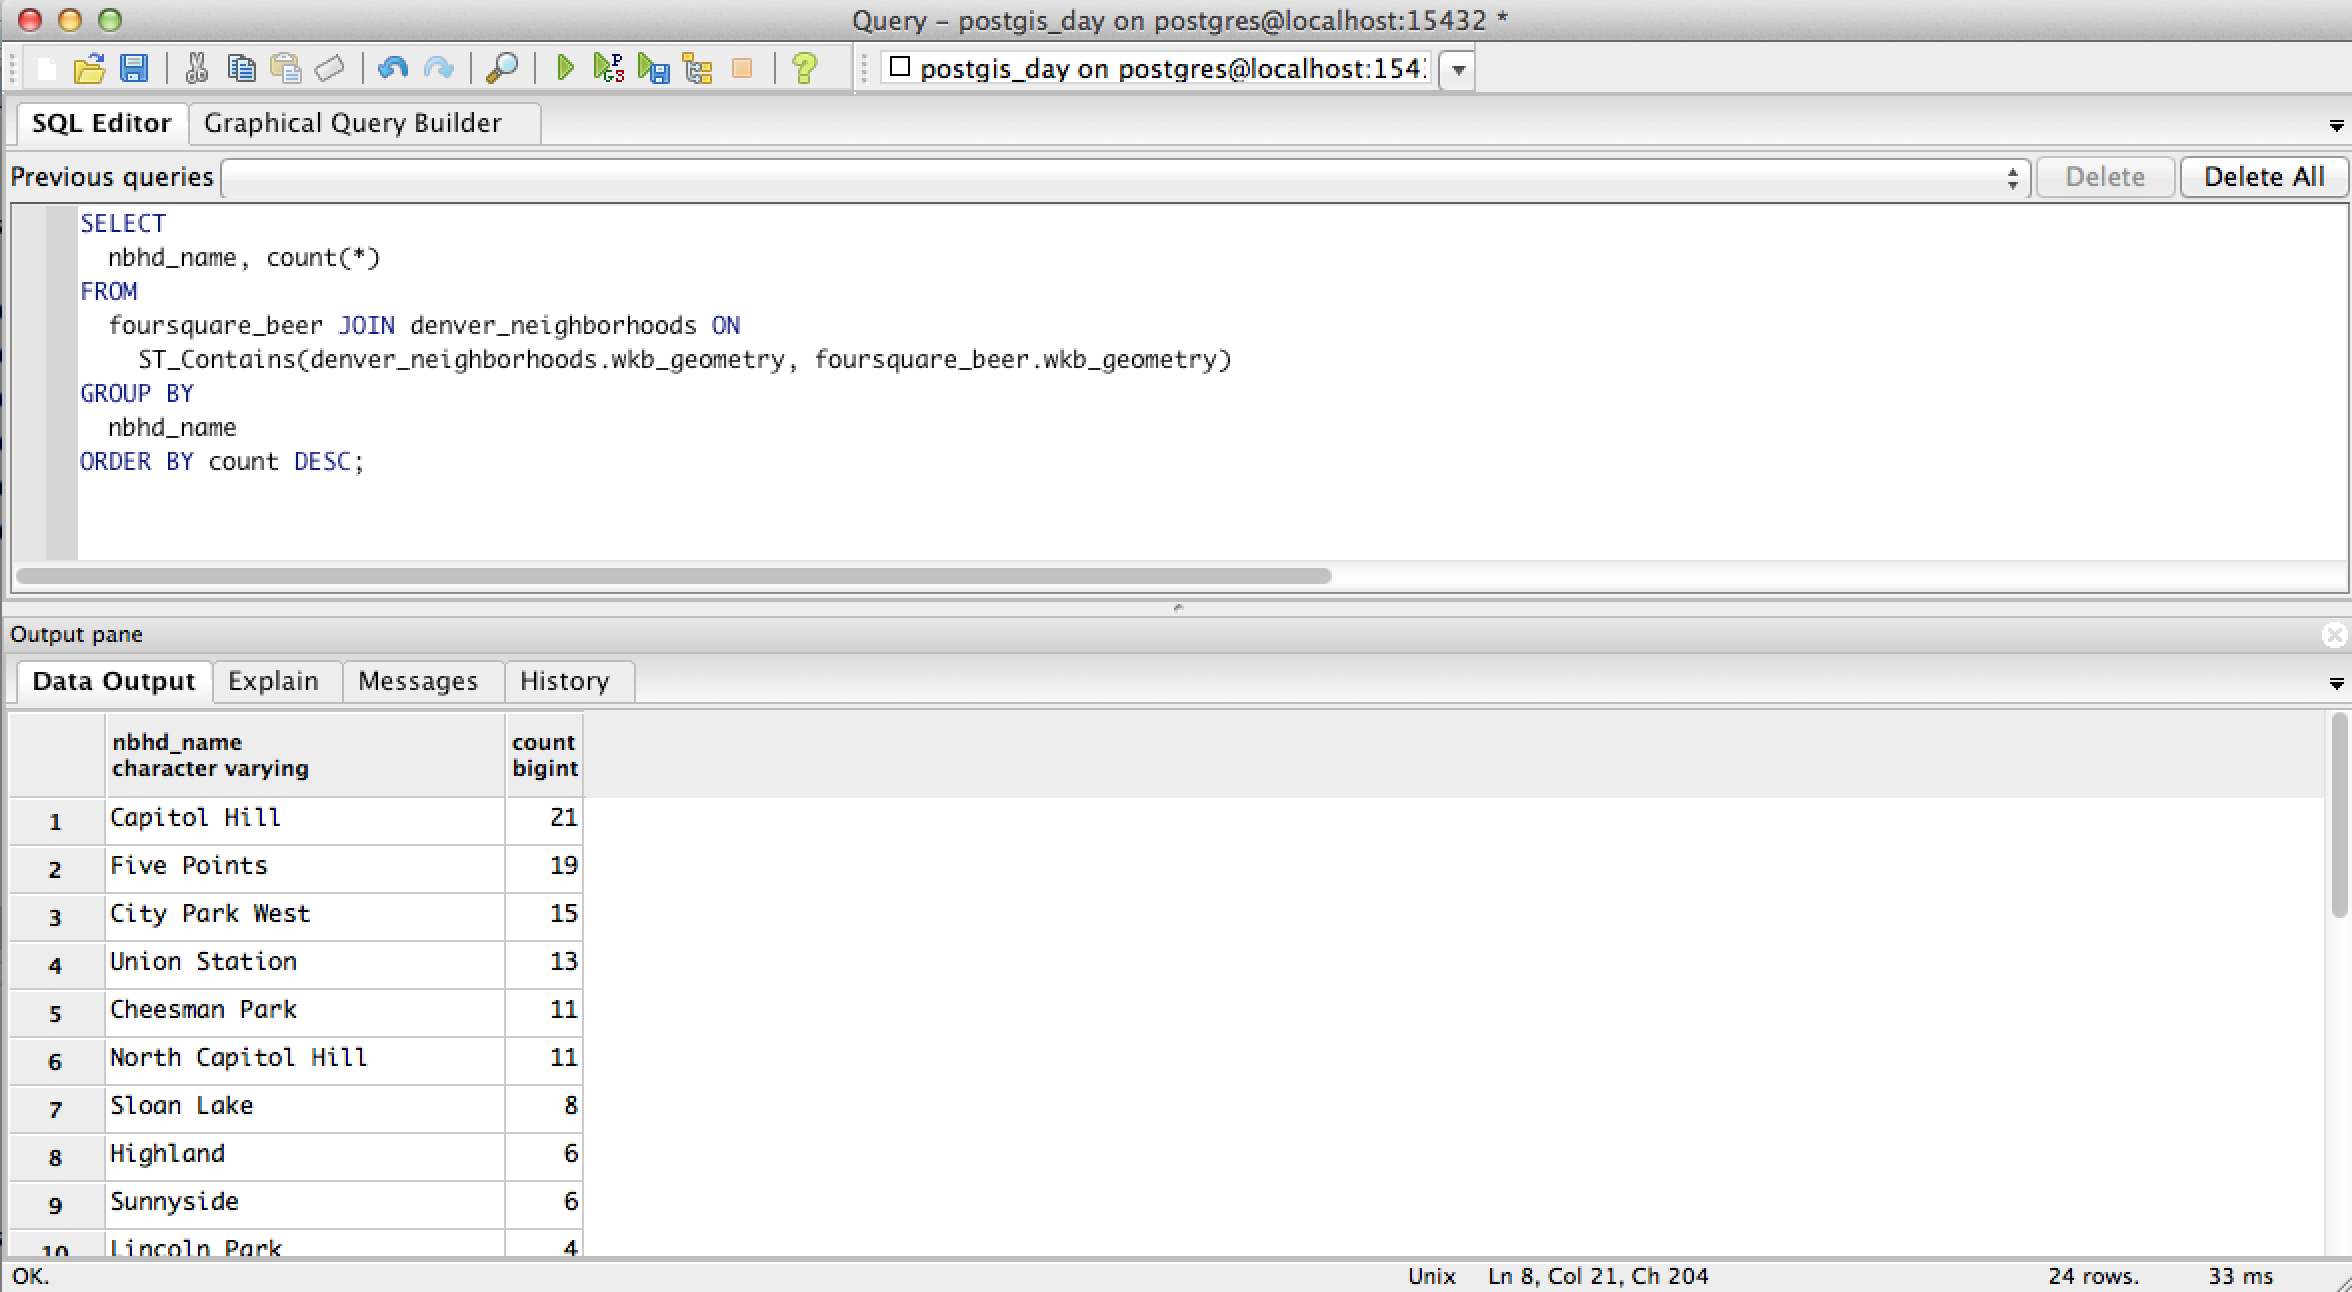 Query – postgis_day on postgres@localhost:15432 *
postgis_day on postgres@localhost:154
SQL Editor
Graphical Query Builder
Previous queries
Delete
Delete All
SELECT
nbhd_name, count(*)
FROM
foursquare_beer JOIN denver_neighborhoods ON
ST_Contains(denver_neighborhoods.wkb_geometry, foursquare_beer.wkb_geometry)
GROUP BY
nbhd_name
ORDER BY count DESC;
Output pane
Data Output
Explain
Messages
History
nbhd_name count
character varying bigint
1 Capitol Hill 21
2 Five Points 19
3 City Park West 15
4 Union Station 13
5 Cheesman Park 11
6 North Capitol Hill 11
7 Sloan Lake 8
8 Highland 6
9 Sunnyside 6
10 Lincoln Park 4
OK.
Unix
Ln 8, Col 21, Ch 204
24 rows.
33 ms